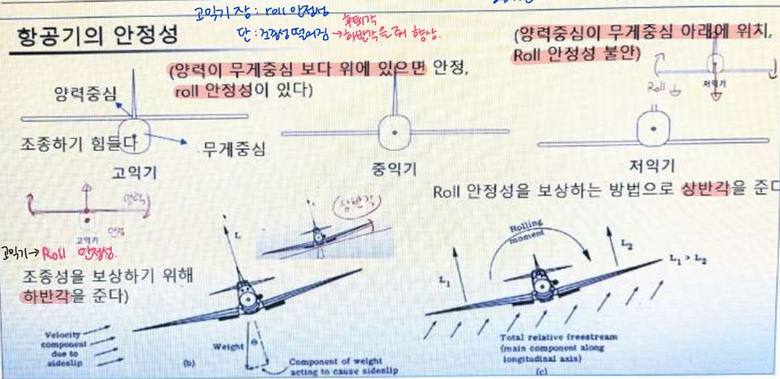 고익기 장: roll 안정성
단: 조종성 떨어짐 → 하반각을 줘 향상.
항공기의 안정성
(양력이 무게중심 보다 위에 있으면 안정,
roll 안정성이 있다)
(양력중심이 무게중심 아래에 위치,
Roll 안정성 불안)
양력중심
조종하기 힘들다
무게중심
고익기
중익기
저익기
Roll
저익기
Roll 안정성을 보상하는 방법으로 상반각을 준다
양력
고익기
고익기→ Roll 안정성.
조종성을 보상하기 위해
하반각을 준다)
상반각
L
Velocity
component
due to
sideslip
(b)
Weight
θ
Component of weight
acting to cause sideslip
Rolling
moment
L₁
L₂
L₁ > L₂
Total relative freestream
(main component along
longitudinal axis)
(c)